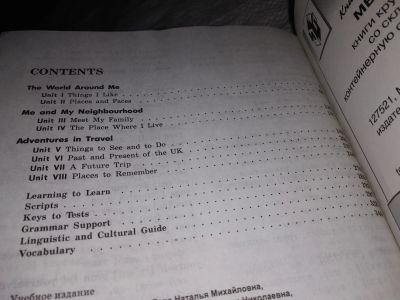 CONTENTS
The World Around Me
Unit I Things I Like
Unit II Places and Faces
Me and My Neighbourhood
Unit III Meet My Family
Unit IV The Place Where I Live
Adventures in Travel
Unit V Things to See and to Do
Unit VI Past and Present of the UK
Unit VII A Future Trip
Unit VIII Places to Remember
Learning to Learn
Scripts
Keys to Tests
Grammar Support
Linguistic and Cultural Guide
Vocabulary
Учебное издание
Наталья Михайловна,
Николаевна,
книги
со
контейнерную
127521,